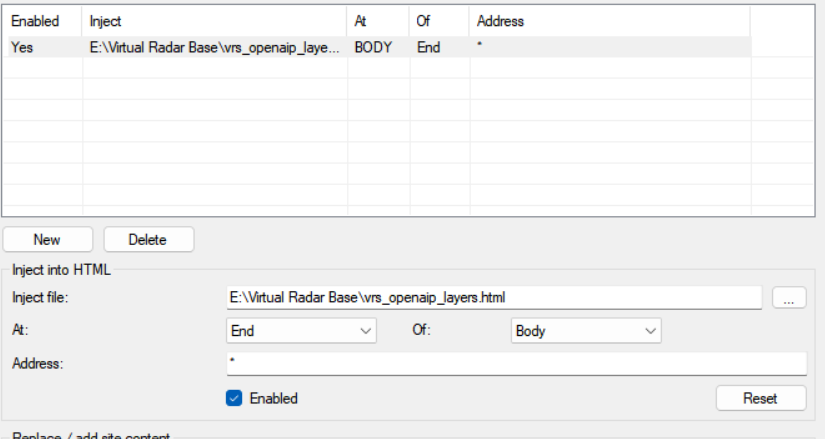 Enabled Inject At Of Address
Yes E:\Virtual Radar Base\vrs_openaip_laye... BODY End *
New Delete
Inject into HTML
Inject file: E:\Virtual Radar Base\vrs_openaip_layers.html ...
At: End Of: Body
Address: *
Enabled Reset
Replace / add site content